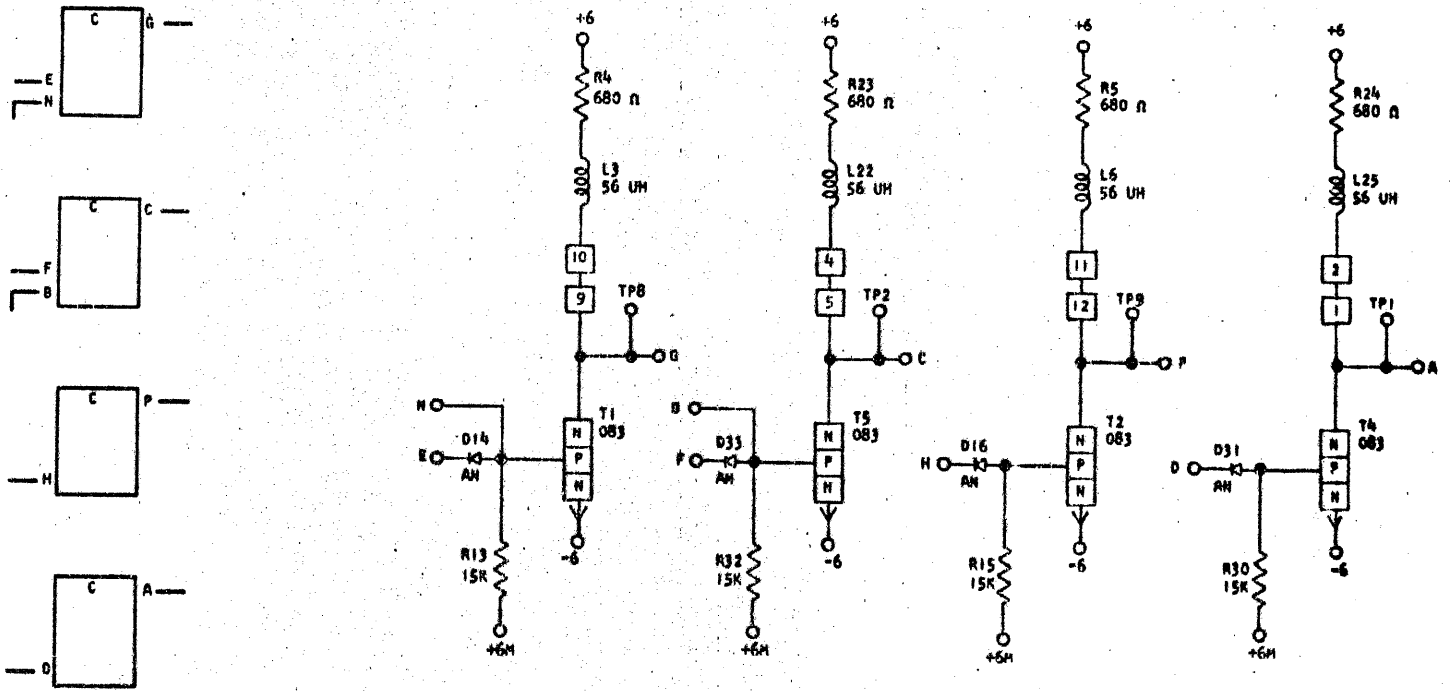 C G
E
N
C C
F
B
C P
H
C A
D
+6
R4
680 Ω
L3
56 UH
10
9
TP8
G
N
D14
E
AN
T1
083
N
P
N
-6
R13
15K
+6M
+6
R23
680 Ω
L22
56 UH
4
5
TP2
C
B
D33
F
AN
T5
083
N
P
N
-6
R32
15K
+6M
+6
R5
680 Ω
L6
56 UH
11
12
TP9
P
H
D16
AN
T2
083
N
P
N
-6
R15
15K
+6M
+6
R24
680 Ω
L25
56 UH
2
1
TP1
A
D
D31
AN
T4
083
N
P
N
-6
R30
15K
+6M